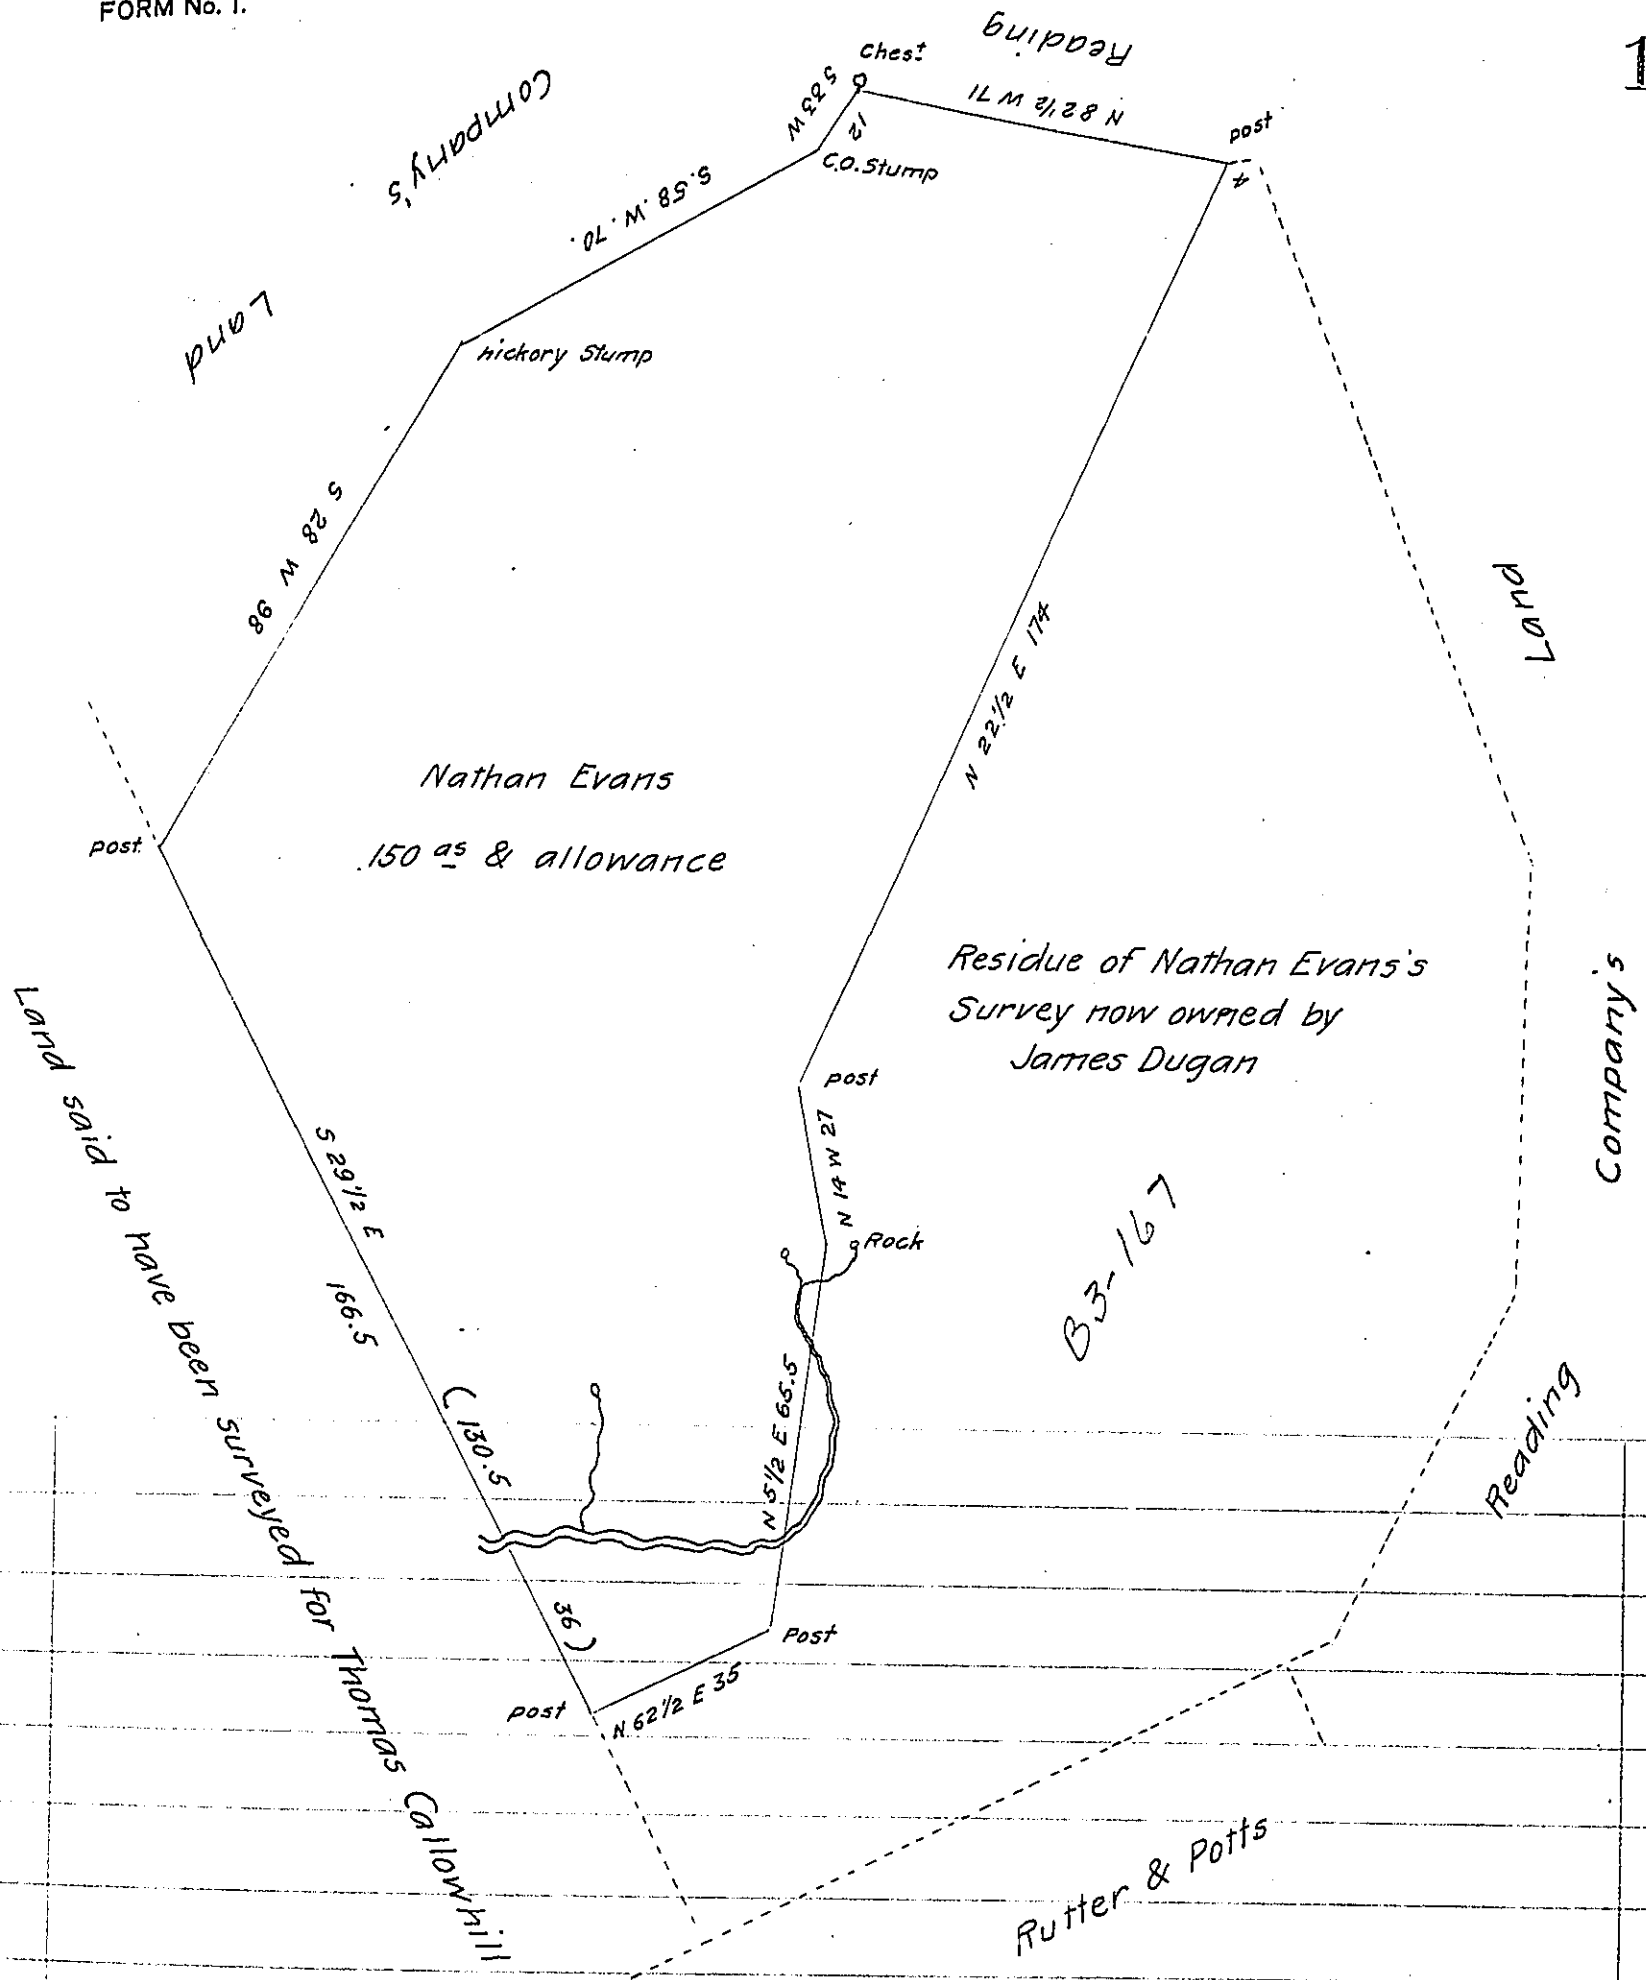 FORM No. 1.
1
Reading
Company's
Land
Chest
S 33 W
12
C.O. Stump
N 82½ W 71
post
4
S. 58. W. 70.
hickory Stump
S 28 W 98
post
N 22½ E 174
Land
Company's
Reading
Nathan Evans
150 as & allowance
Residue of Nathan Evans's
Survey now owned by
James Dugan
post
N 14 W 27
Rock
B3-167
S 29½ E 166.5
(130.5
36)
N 5½ E 65.5
Post
post
N. 62½ E 35
Land said to have been surveyed for Thomas Callowhill
Rutter & Potts